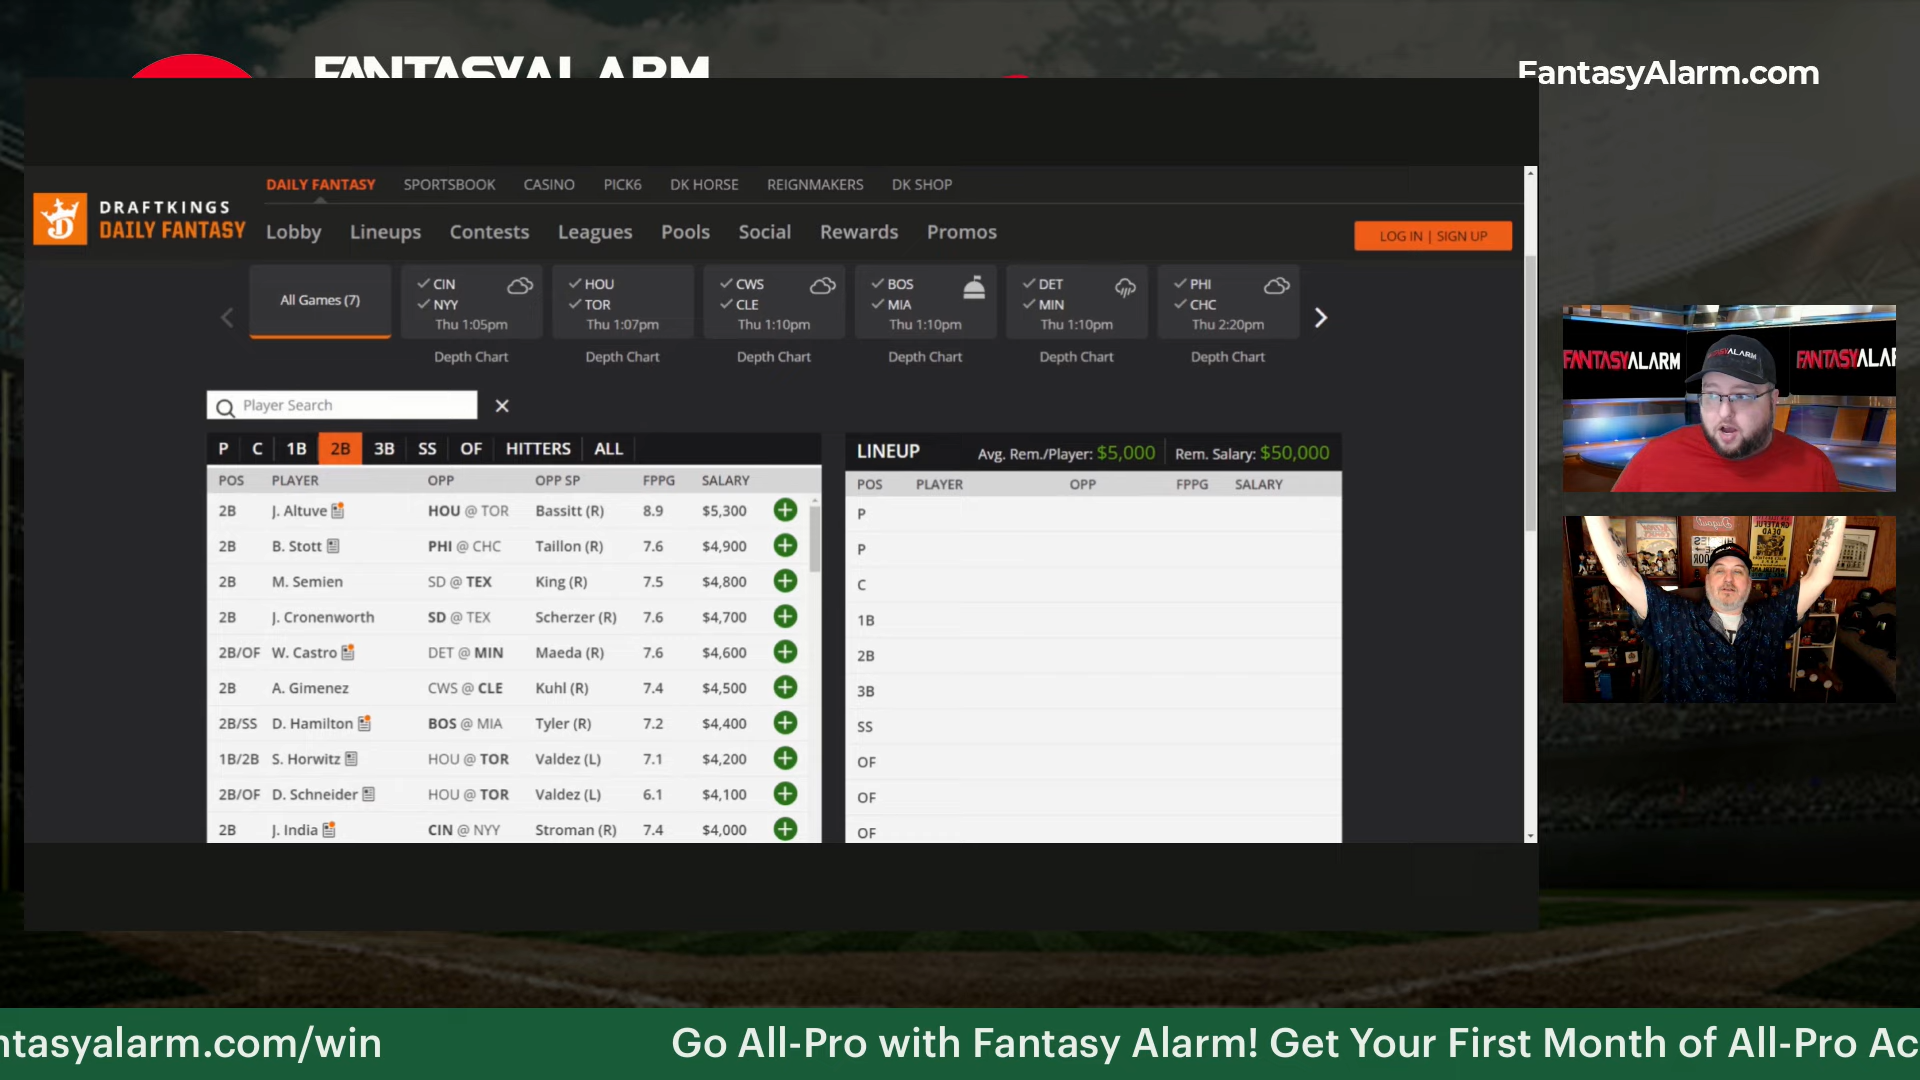 FANTASYALARM
FantasyAlarm.com
DAILY FANTASY SPORTSBOOK CASINO PICK6 DK HORSE REIGNMAKERS DK SHOP
DRAFTKINGS
DAILY FANTASY
Lobby Lineups Contests Leagues Pools Social Rewards Promos
LOG IN | SIGN UP
All Games (7)
CIN
NYY
Thu 1:05pm
Depth Chart
HOU
TOR
Thu 1:07pm
Depth Chart
CWS
CLE
Thu 1:10pm
Depth Chart
BOS
MIA
Thu 1:10pm
Depth Chart
DET
MIN
Thu 1:10pm
Depth Chart
PHI
CHC
Thu 2:20pm
Depth Chart
Player Search
P C 1B 2B 3B SS OF HITTERS ALL
POS PLAYER OPP OPP SP FPPG SALARY
2B J. Altuve HOU @ TOR Bassitt (R) 8.9 $5,300
2B B. Stott PHI @ CHC Taillon (R) 7.6 $4,900
2B M. Semien SD @ TEX King (R) 7.5 $4,800
2B J. Cronenworth SD @ TEX Scherzer (R) 7.6 $4,700
2B/OF W. Castro DET @ MIN Maeda (R) 7.6 $4,600
2B A. Gimenez CWS @ CLE Kuhl (R) 7.4 $4,500
2B/SS D. Hamilton BOS @ MIA Tyler (R) 7.2 $4,400
1B/2B S. Horwitz HOU @ TOR Valdez (L) 7.1 $4,200
2B/OF D. Schneider HOU @ TOR Valdez (L) 6.1 $4,100
2B J. India CIN @ NYY Stroman (R) 7.4 $4,000
LINEUP Avg. Rem./Player: $5,000 Rem. Salary: $50,000
POS PLAYER OPP FPPG SALARY
P
P
C
1B
2B
3B
SS
OF
OF
OF
FANTASYALARM
FANTASYALAR
ntasyalarm.com/win Go All-Pro with Fantasy Alarm! Get Your First Month of All-Pro Ac